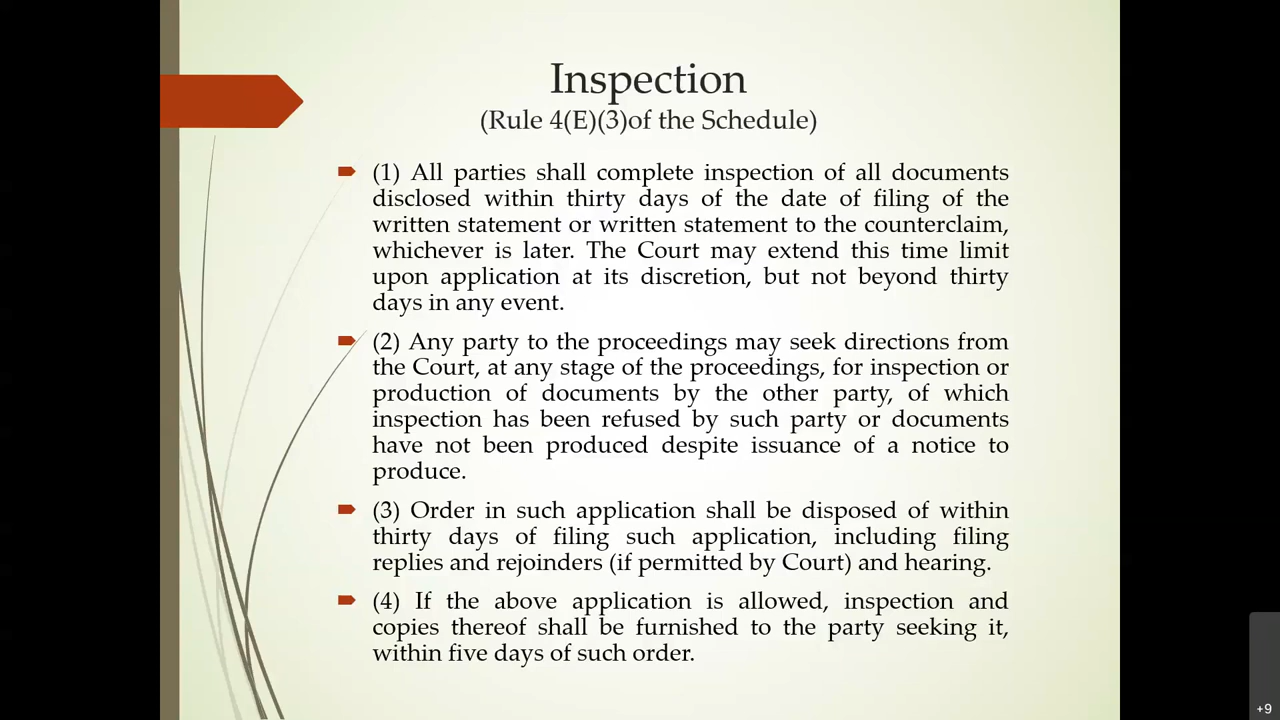 Inspection
(Rule 4(E)(3)of the Schedule)
(1) All parties shall complete inspection of all documents
disclosed within thirty days of the date of filing of the
written statement or written statement to the counterclaim,
whichever is later. The Court may extend this time limit
upon application at its discretion, but not beyond thirty
days in any event.
(2) Any party to the proceedings may seek directions from
the Court, at any stage of the proceedings, for inspection or
production of documents by the other party, of which
inspection has been refused by such party or documents
have not been produced despite issuance of a notice to
produce.
(3) Order in such application shall be disposed of within
thirty days of filing such application, including filing
replies and rejoinders (if permitted by Court) and hearing.
(4) If the above application is allowed, inspection and
copies thereof shall be furnished to the party seeking it,
within five days of such order.
+9